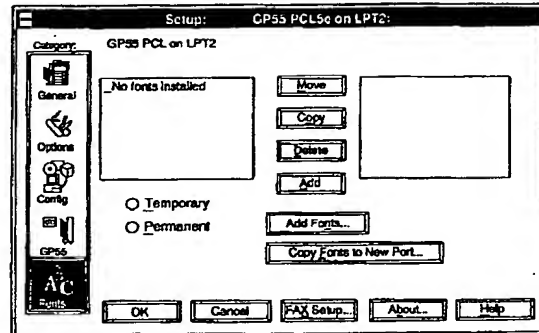 Setup: GP55 PCL5e on LPT2:
Category:
GP55 PCL on LPT2
General
Options
Config
GP55
Fonts
No fonts installed
Move
Copy
Delete
Add
Temporary
Permanent
Add Fonts...
Copy Fonts to New Port...
OK
Cancel
FAX Setup...
About...
Help